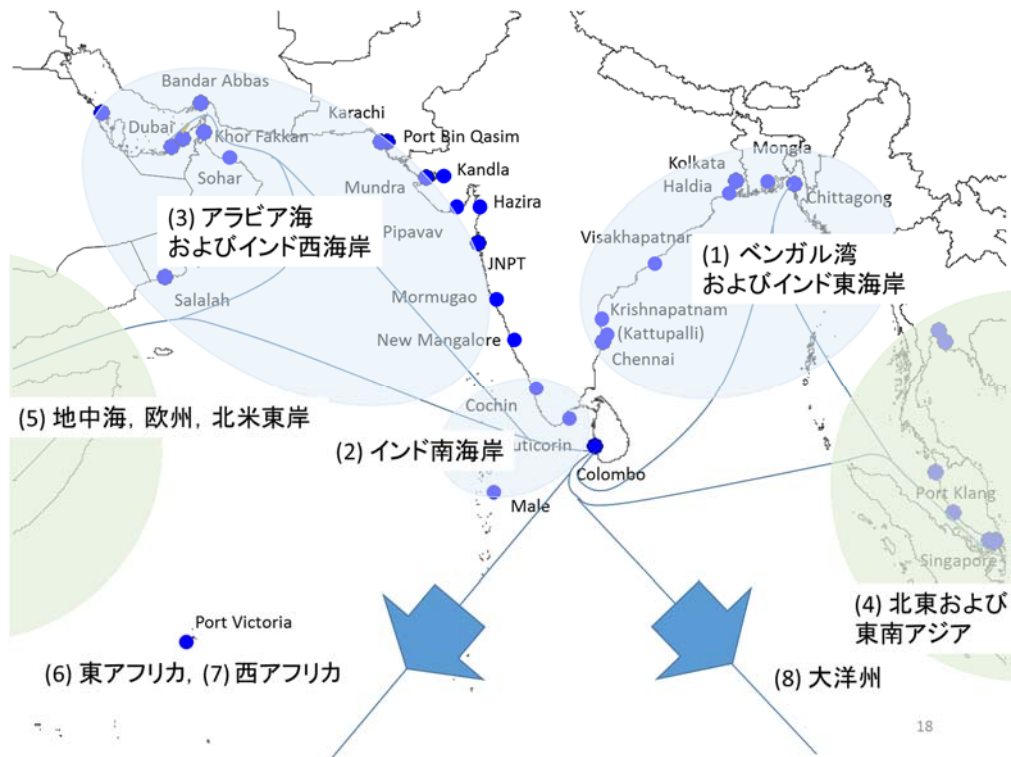 Bandar Abbas
Karachi
Dubai
Khor Fakkan
Port Bin Qasim
Sohar
Mundra
Kandla
Hazira
Pipavav
JNPT
(3) アラビア海
およびインド西海岸
Salalah
Mormugao
New Mangalore
Mongla
Kolkata
Haldia
Chittagong
Visakhapatnar
(1) ベンガル湾
およびインド東海岸
Krishnapatnam
(Kattupalli)
Chennai
(5) 地中海, 欧州, 北米東岸
Cochin
(2) インド南海岸
uticorin
Colombo
Male
Port Klang
Singapore
(4) 北東および
東南アジア
Port Victoria
(6) 東アフリカ, (7) 西アフリカ
(8) 大洋州
18